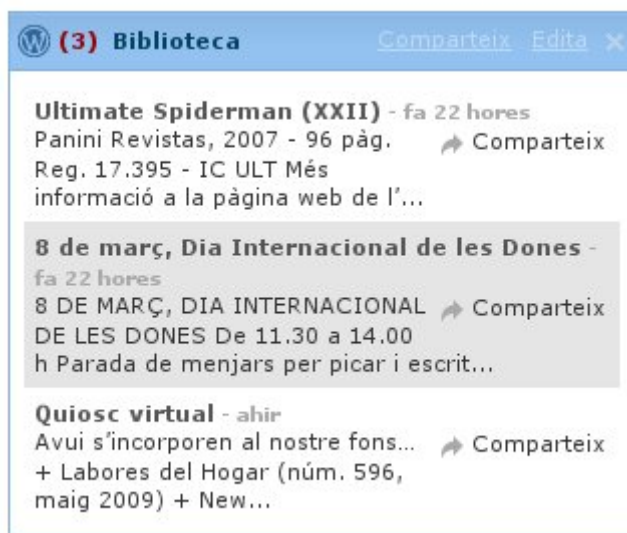 (3) Biblioteca Comparteix Edita x
Ultimate Spiderman (XXII) - fa 22 hores
Panini Revistas, 2007 - 96 pàg. Comparteix
Reg. 17.395 - IC ULT Més
informació a la pàgina web de l’...
8 de març, Dia Internacional de les Dones -
fa 22 hores
8 DE MARÇ, DIA INTERNACIONAL Comparteix
DE LES DONES De 11.30 a 14.00
h Parada de menjars per picar i escrit...
Quiosc virtual - ahir
Avui s’incorporen al nostre fons... Comparteix
+ Labores del Hogar (núm. 596,
maig 2009) + New...